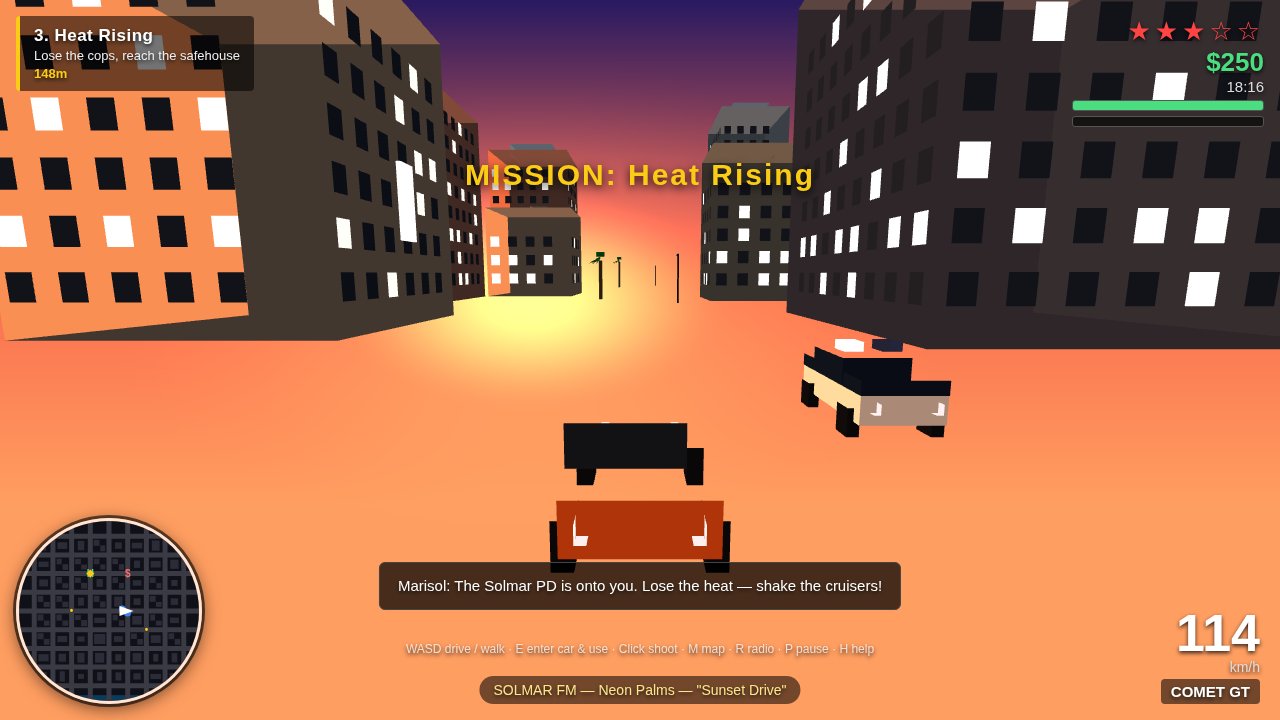 3. Heat Rising
Lose the cops, reach the safehouse
148m
★★★☆☆
$250
18:16
MISSION: Heat Rising
$
Marisol: The Solmar PD is onto you. Lose the heat — shake the cruisers!
WASD drive / walk · E enter car & use · Click shoot · M map · R radio · P pause · H help
SOLMAR FM — Neon Palms — "Sunset Drive"
114
km/h
COMET GT